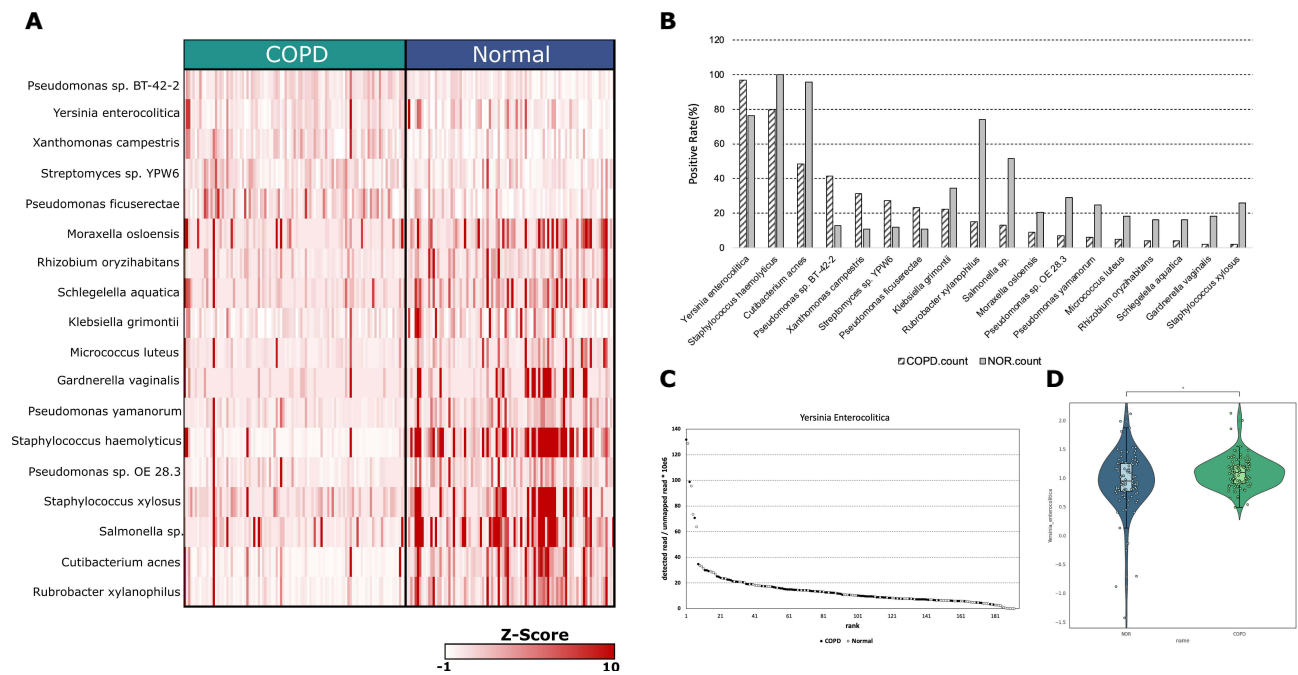 A
COPD
Normal
Pseudomonas sp. BT-42-2
Yersinia enterocolitica
Xanthomonas campestris
Streptomyces sp. YPW6
Pseudomonas ficuserectae
Moraxella osloensis
Rhizobium oryzihabitans
Schlegelella aquatica
Klebsiella grimontii
Micrococcus luteus
Gardnerella vaginalis
Pseudomonas yamanorum
Staphylococcus haemolyticus
Pseudomonas sp. OE 28.3
Staphylococcus xylosus
Salmonella sp.
Cutibacterium acnes
Rubrobacter xylanophilus
Z-Score
-1
10
B
Positive Rate(%)
120
100
80
60
40
20
0
Yersinia enterocolitica
Staphylococcus haemolyticus
Cutibacterium acnes
Pseudomonas sp. BT-42-2
Xanthomonas campestris
Streptomyces sp. YPW6
Pseudomonas ficuserectae
Klebsiella grimontii
Rubrobacter xylanophilus
Salmonella sp.
Moraxella osloensis
Pseudomonas sp. OE 28.3
Pseudomonas yamanorum
Micrococcus luteus
Rhizobium oryzihabitans
Schlegelella aquatica
Gardnerella vaginalis
Staphylococcus xylosus
COPD.count
NOR.count
C
Yersinia Enterocolitica
detected read / unmapped read * 10e6
140
120
100
80
60
40
20
0
1
21
41
61
81
101
121
141
161
181
rank
COPD
Normal
D
*
Yersinia_enterocolitica
2.0
1.5
1.0
0.5
0.0
−0.5
−1.0
−1.5
NOR
COPD
name